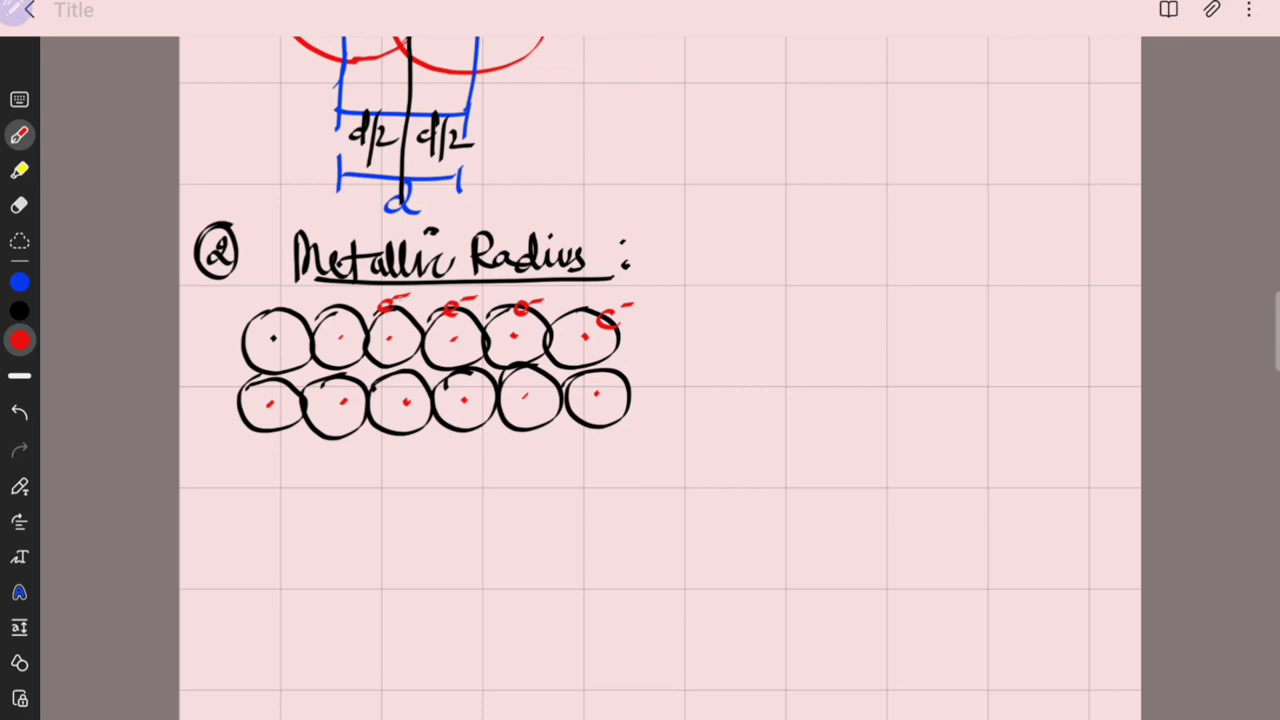 Title
d/2 d/2
d
② Metallic Radius :
e⁻ e⁻ e⁻ e⁻